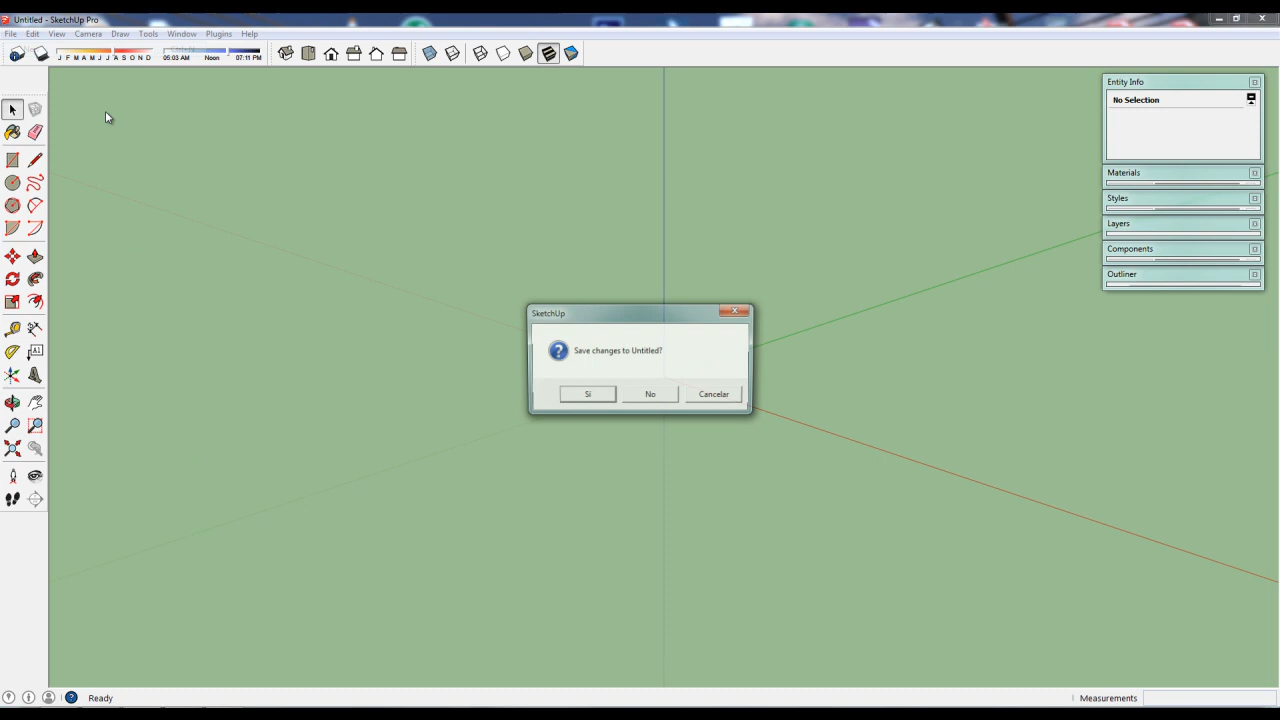 Untitled - SketchUp Pro
File Edit View Camera Draw Tools Window Plugins Help
J F M A M J J A S O N D 05:03 AM Noon 07:11 PM
Entity Info
No Selection
Materials
Styles
Layers
Components
Outliner
SketchUp
Save changes to Untitled?
Sí No Cancelar
A1
Ready
Measurements